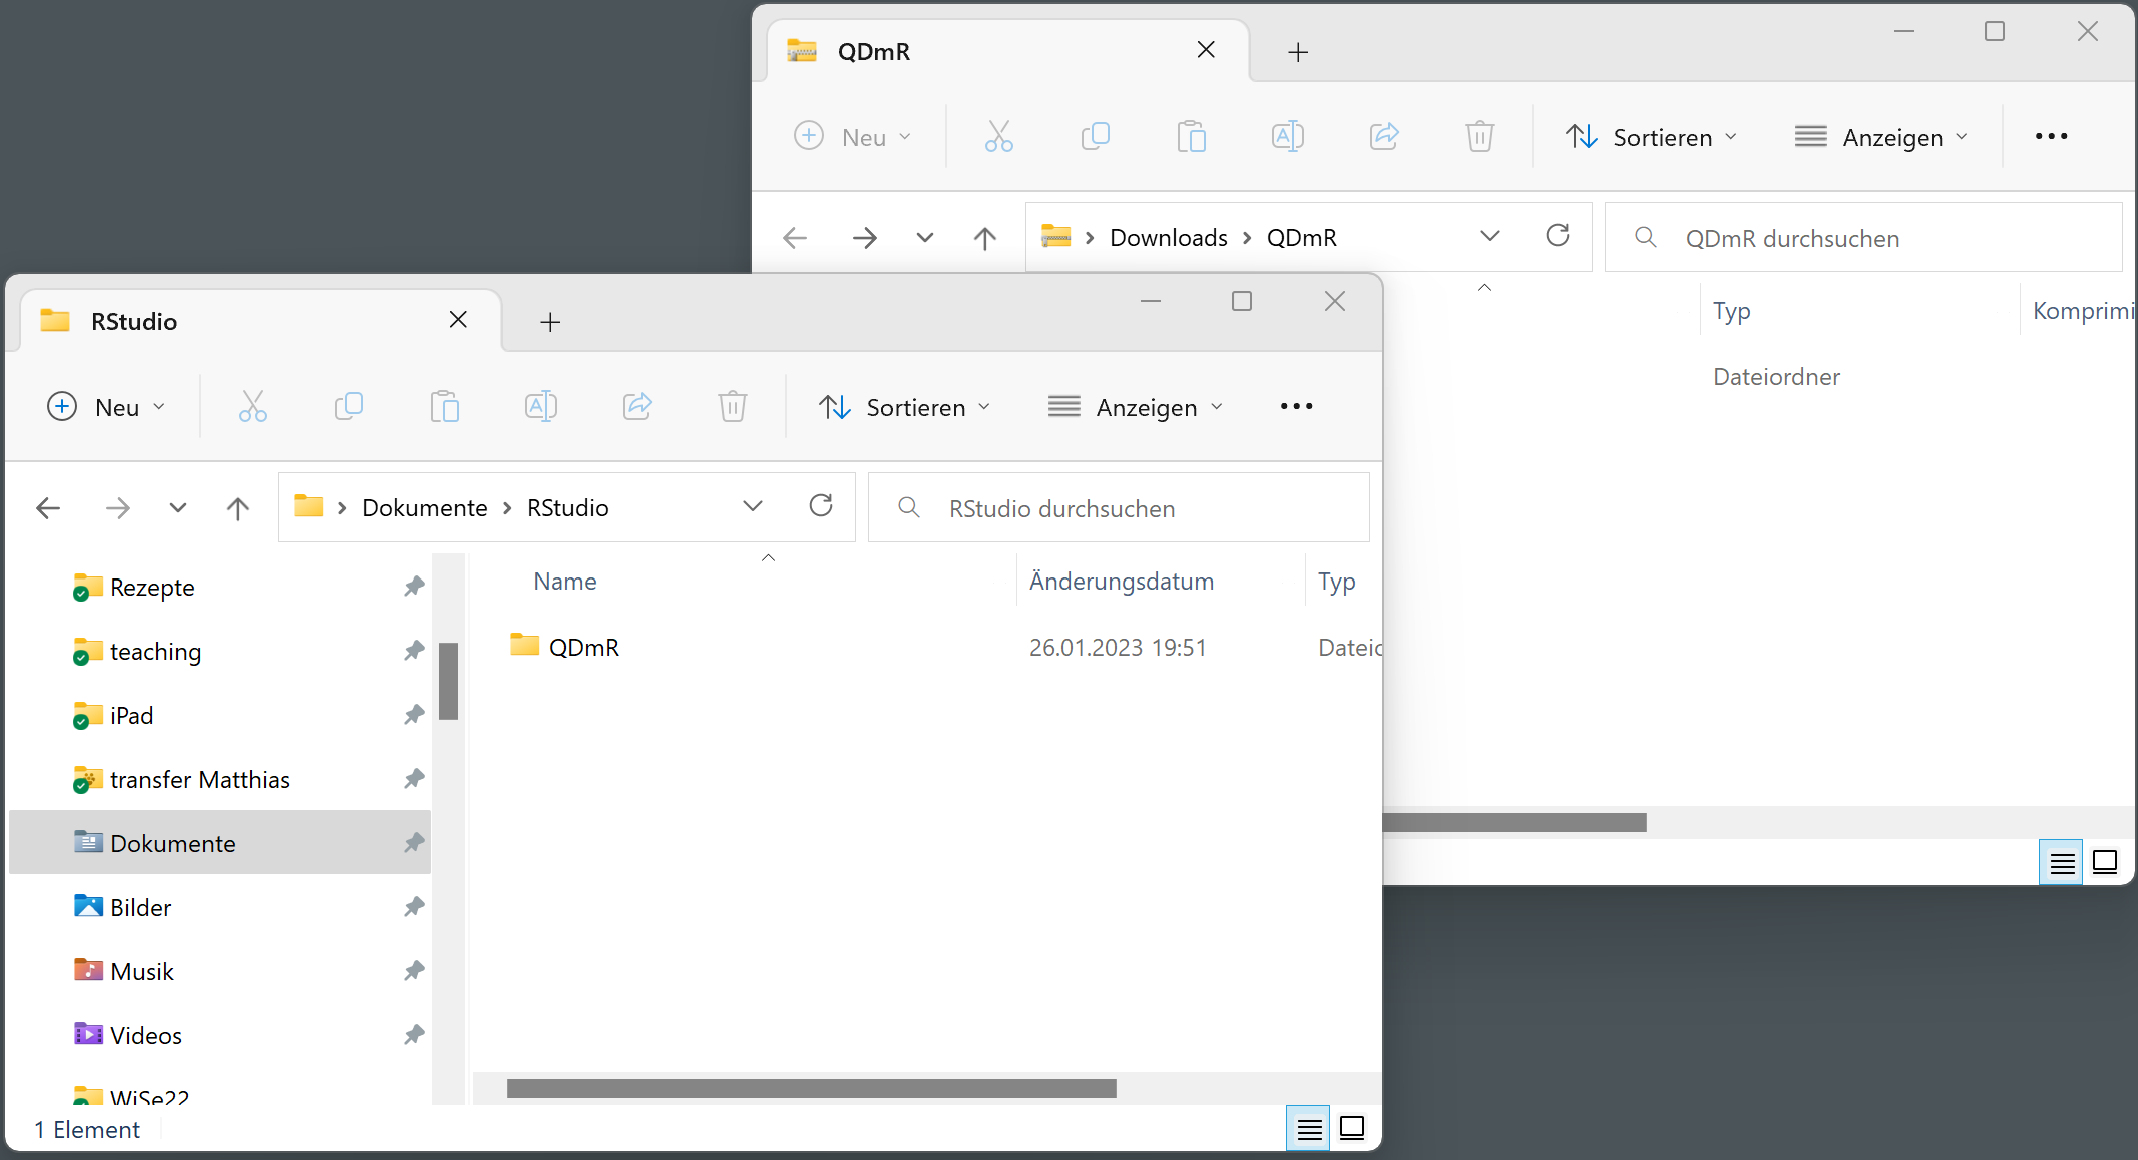 QDmR
Neu
Sortieren
Anzeigen
Downloads
QDmR
QDmR durchsuchen
Typ
Komprimi
Dateiordner
RStudio
Neu
Sortieren
Anzeigen
Dokumente
RStudio
RStudio durchsuchen
Rezepte
teaching
iPad
transfer Matthias
Dokumente
Bilder
Musik
Videos
WiSe22
Name
Änderungsdatum
Typ
QDmR
26.01.2023 19:51
Dateio
1 Element